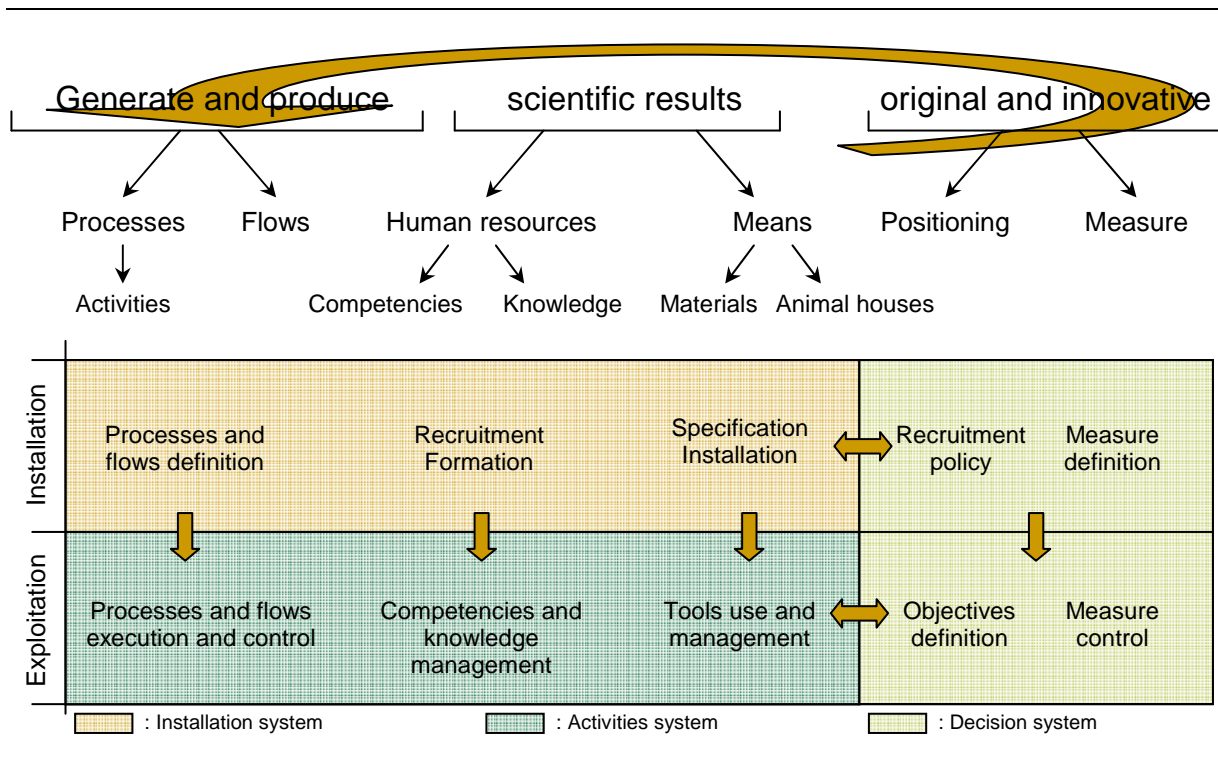 Generate and produce scientific results original and innovative
Processes Flows Human resources Means Positioning Measure
Activities Competencies Knowledge Materials Animal houses
Installation
Processes and
flows definition
Recruitment
Formation
Specification
Installation
Recruitment
policy
Measure
definition
Exploitation
Processes and flows
execution and control
Competencies and
knowledge
management
Tools use and
management
Objectives
definition
Measure
control
: Installation system : Activities system : Decision system